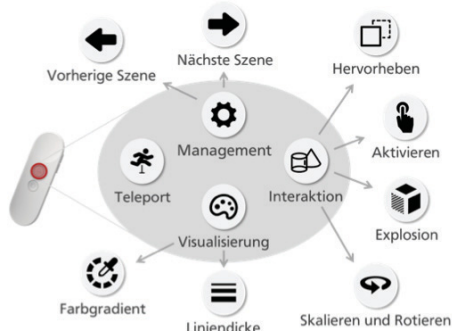 Nächste Szene
Vorherige Szene
Hervorheben
Management
Aktivieren
Teleport
Interaktion
Visualisierung
Explosion
Farbgradient
Liniendicke
Skalieren und Rotieren